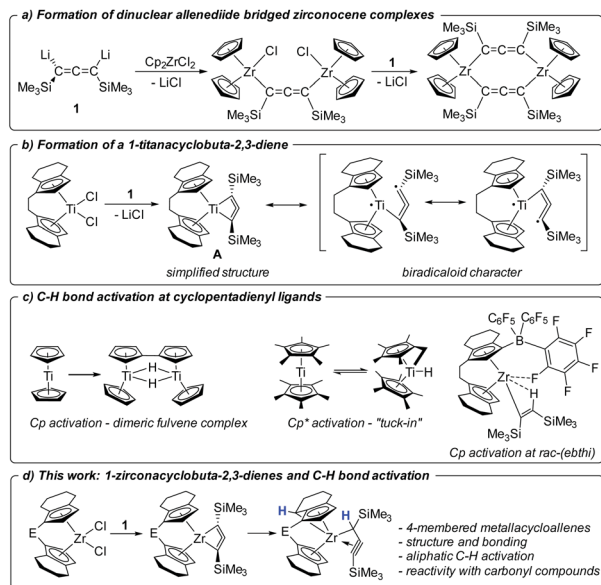 a) Formation of dinuclear allenediide bridged zirconocene complexes
Li Li
Me3Si SiMe3
1
Cp2ZrCl2
- LiCl
Me3Si SiMe3
Cl Cl
Zr Zr
Me3Si SiMe3
1
- LiCl
Me3Si SiMe3
Zr Zr
Me3Si SiMe3
b) Formation of a 1-titanacyclobuta-2,3-diene
Ti
Cl
Cl
1
- LiCl
SiMe3
Ti
SiMe3
A
simplified structure
SiMe3
Ti
SiMe3
SiMe3
Ti
SiMe3
biradicaloid character
c) C-H bond activation at cyclopentadienyl ligands
Ti
H
Ti Ti
H
Cp activation - dimeric fulvene complex
Ti
Ti H
Cp* activation - "tuck-in"
C6F5 C6F5
B
F
F
F
F
F
Zr
H
SiMe3
Me3Si
Cp activation at rac-(ebthi)
d) This work: 1-zirconacyclobuta-2,3-dienes and C-H bond activation
E
Zr
Cl
Cl
1
SiMe3
E
Zr
SiMe3
H
H
SiMe3
E
Zr
SiMe3
- 4-membered metallacycloallenes
- structure and bonding
- aliphatic C-H activation
- reactivity with carbonyl compounds